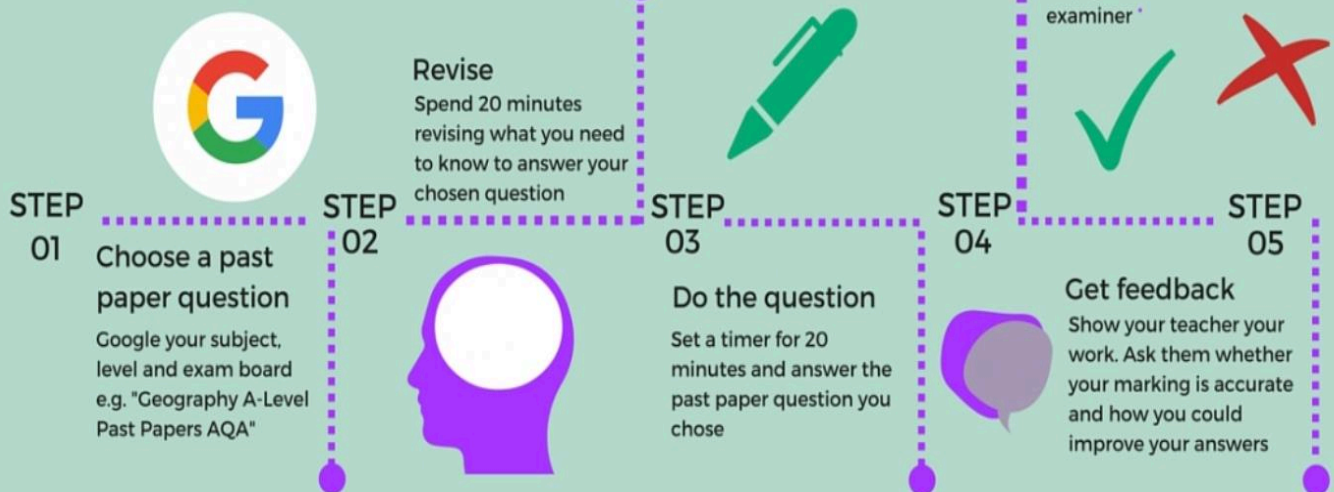 STEP
01
Choose a past
paper question
Google your subject,
level and exam board
e.g. "Geography A-Level
Past Papers AQA"
STEP
02
Revise
Spend 20 minutes
revising what you need
to know to answer your
chosen question
STEP
03
Do the question
Set a timer for 20
minutes and answer the
past paper question you
chose
STEP
04
examiner
STEP
05
Get feedback
Show your teacher your
work. Ask them whether
your marking is accurate
and how you could
improve your answers